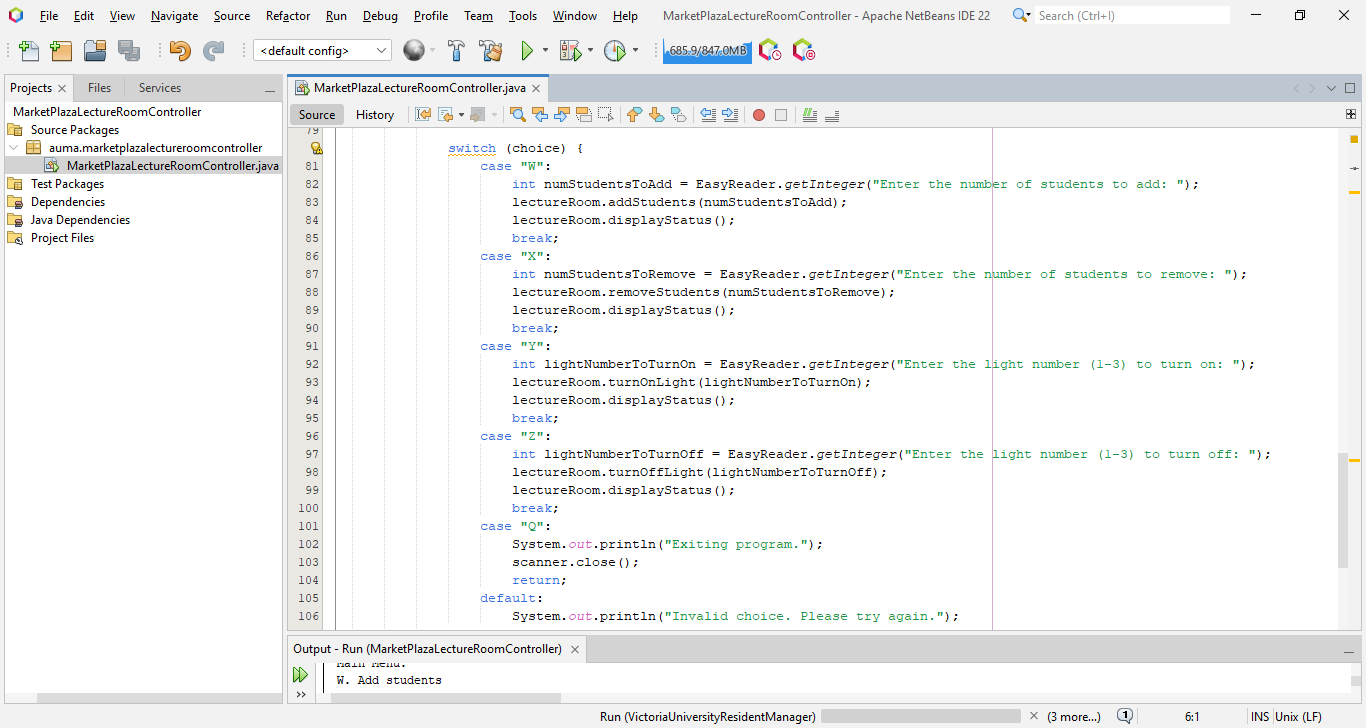 File Edit View Navigate Source Refactor Run Debug Profile Team Tools Window Help MarketPlazaLectureRoomController - Apache NetBeans IDE 22 Search (Ctrl+I)
<default config> 685.9/847.0MB
Projects Files Services
MarketPlazaLectureRoomController
Source Packages
auma.marketplazalectureroomcontroller
MarketPlazaLectureRoomController.java
Test Packages
Dependencies
Java Dependencies
Project Files
MarketPlazaLectureRoomController.java
Source History
79
switch (choice) {
81 case "W":
82 int numStudentsToAdd = EasyReader.getInteger("Enter the number of students to add: ");
83 lectureRoom.addStudents(numStudentsToAdd);
84 lectureRoom.displayStatus();
85 break;
86 case "X":
87 int numStudentsToRemove = EasyReader.getInteger("Enter the number of students to remove: ");
88 lectureRoom.removeStudents(numStudentsToRemove);
89 lectureRoom.displayStatus();
90 break;
91 case "Y":
92 int lightNumberToTurnOn = EasyReader.getInteger("Enter the light number (1-3) to turn on: ");
93 lectureRoom.turnOnLight(lightNumberToTurnOn);
94 lectureRoom.displayStatus();
95 break;
96 case "Z":
97 int lightNumberToTurnOff = EasyReader.getInteger("Enter the light number (1-3) to turn off: ");
98 lectureRoom.turnOffLight(lightNumberToTurnOff);
99 lectureRoom.displayStatus();
100 break;
101 case "Q":
102 System.out.println("Exiting program.");
103 scanner.close();
104 return;
105 default:
106 System.out.println("Invalid choice. Please try again.");
Output - Run (MarketPlazaLectureRoomController)
Main Menu:
W. Add students
Run (VictoriaUniversityResidentManager) (3 more...) 1 6:1 INS Unix (LF)